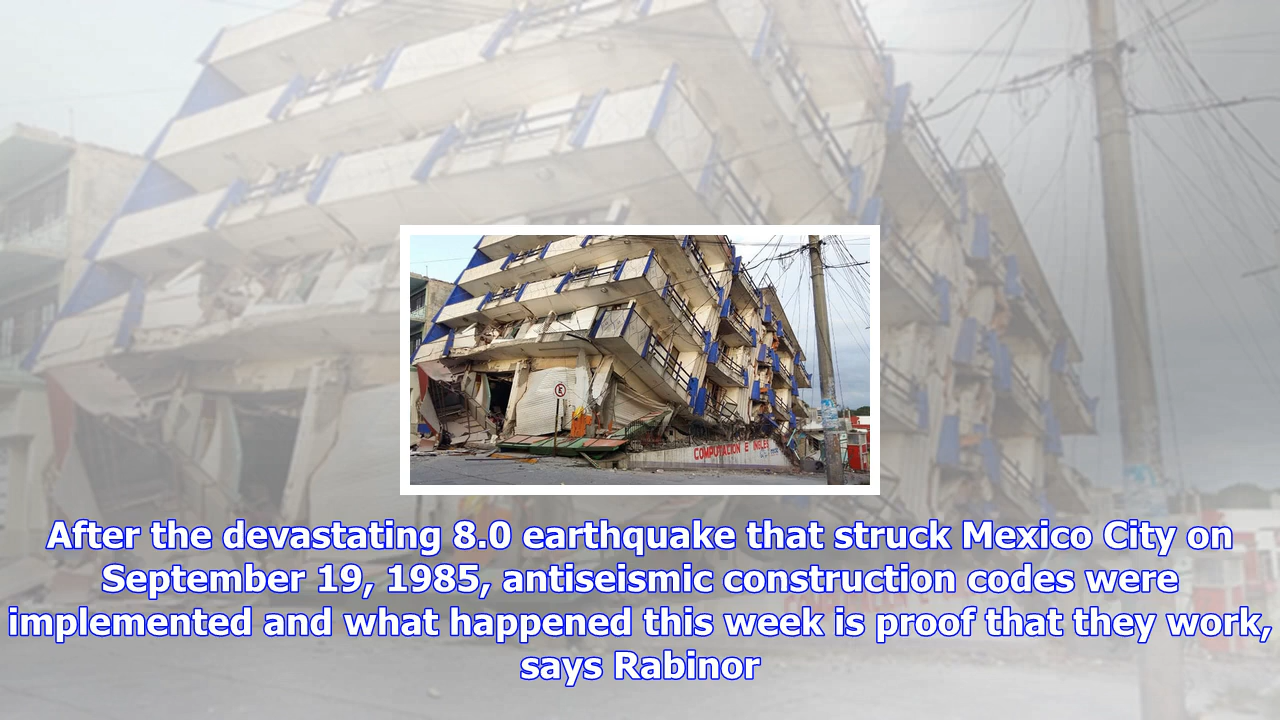 COMPUTACION E INGLES
After the devastating 8.0 earthquake that struck Mexico City on
September 19, 1985, antiseismic construction codes were
implemented and what happened this week is proof that they work,
says Rabinor